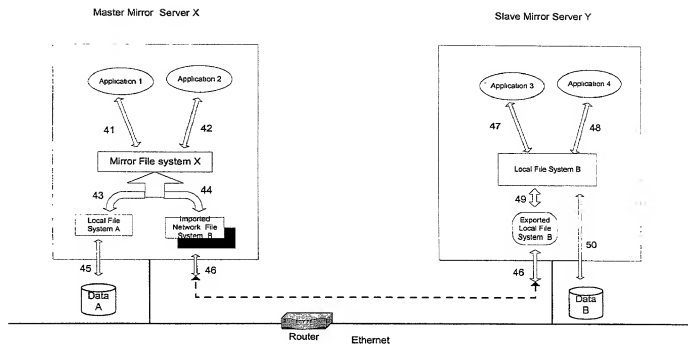 Master Mirror Server X
Slave Mirror Server Y
Application 1
Application 2
Application 3
Application 4
41
42
47
48
Mirror File system X
Local File System B
43
44
49
Local File
System A
Imported
Network File
System B
Exported
Local File
System B
50
45
46
46
Data
A
Data
B
Router
Ethernet